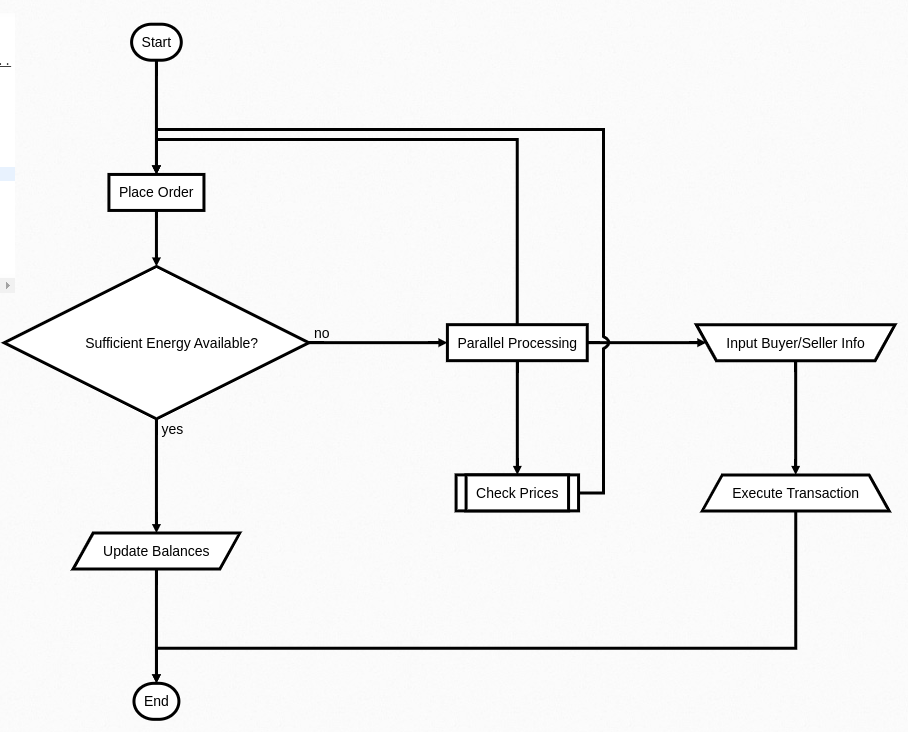 Start
Place Order
Sufficient Energy Available?
no
Parallel Processing
Input Buyer/Seller Info
yes
Check Prices
Execute Transaction
Update Balances
End